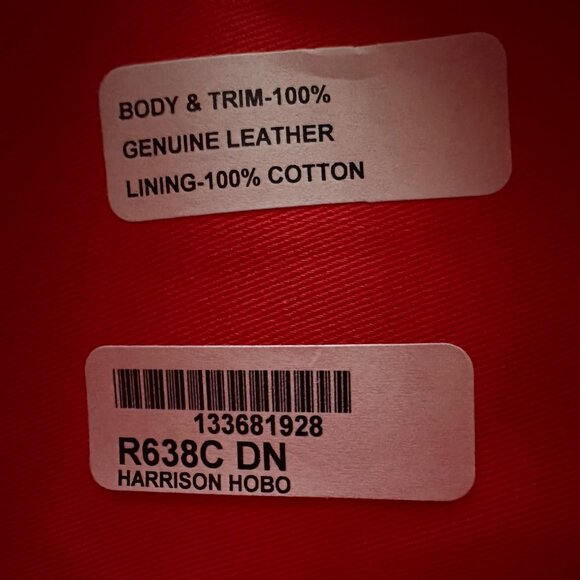 BODY & TRIM-100%
GENUINE LEATHER
LINING-100% COTTON
133681928
R638C DN
HARRISON HOBO